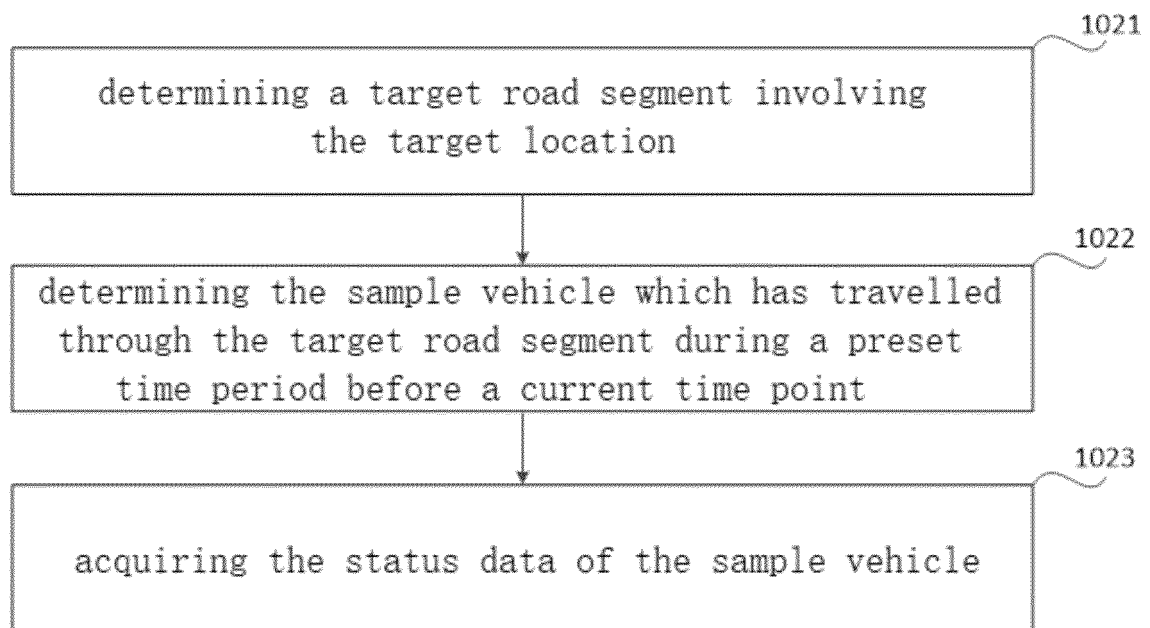 1021
determining a target road segment involving
the target location
1022
determining the sample vehicle which has travelled
through the target road segment during a preset
time period before a current time point
1023
acquiring the status data of the sample vehicle